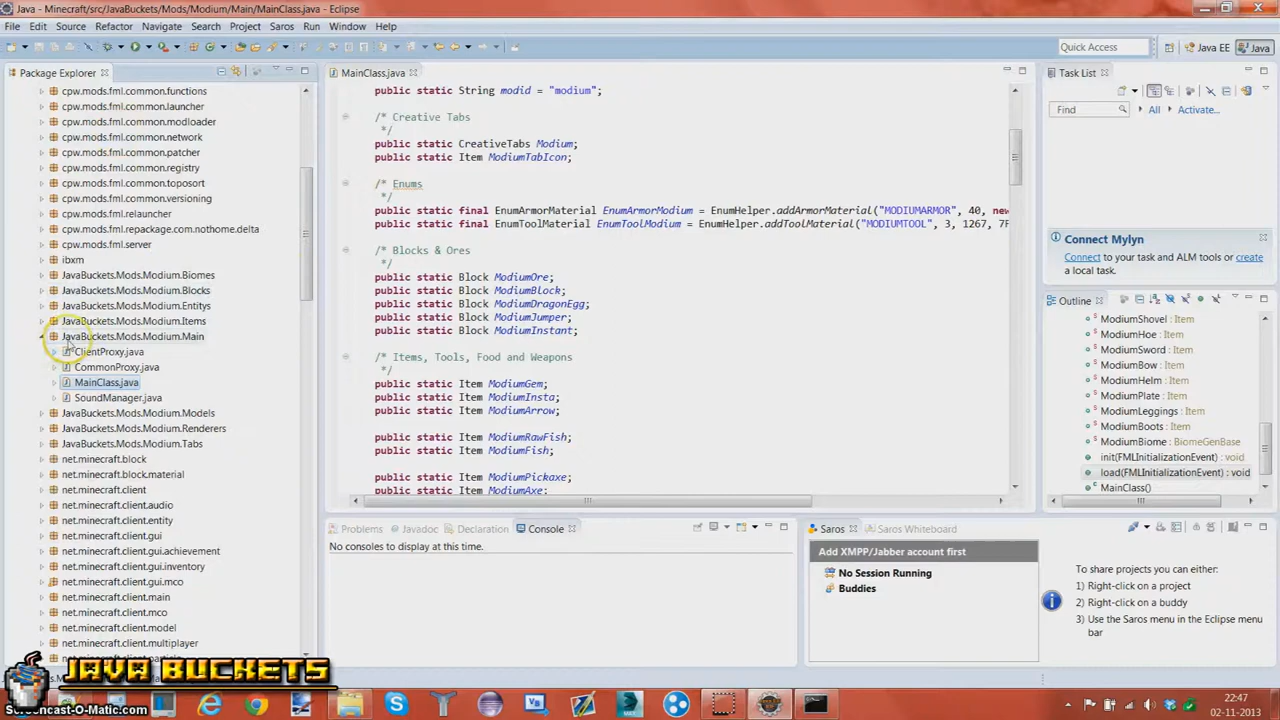 Java - Minecraft/src/JavaBuckets/Mods/Modium/Main/MainClass.java - Eclipse
File Edit Source Refactor Navigate Search Project Saros Run Window Help
Quick Access
Java EE
Java
Package Explorer
cpw.mods.fml.common.functions
cpw.mods.fml.common.launcher
cpw.mods.fml.common.modloader
cpw.mods.fml.common.network
cpw.mods.fml.common.patcher
cpw.mods.fml.common.registry
cpw.mods.fml.common.toposort
cpw.mods.fml.common.versioning
cpw.mods.fml.relauncher
cpw.mods.fml.repackage.com.nothome.delta
cpw.mods.fml.server
ibxm
JavaBuckets.Mods.Modium.Biomes
JavaBuckets.Mods.Modium.Blocks
JavaBuckets.Mods.Modium.Entitys
JavaBuckets.Mods.Modium.Items
JavaBuckets.Mods.Modium.Main
ClientProxy.java
CommonProxy.java
MainClass.java
SoundManager.java
JavaBuckets.Mods.Modium.Models
JavaBuckets.Mods.Modium.Renderers
JavaBuckets.Mods.Modium.Tabs
net.minecraft.block
net.minecraft.block.material
net.minecraft.client
net.minecraft.client.audio
net.minecraft.client.entity
net.minecraft.client.gui
net.minecraft.client.gui.achievement
net.minecraft.client.gui.inventory
net.minecraft.client.gui.mco
net.minecraft.client.main
net.minecraft.client.mco
net.minecraft.client.model
net.minecraft.client.multiplayer
MainClass.java
public static String modid = "modium";
/* Creative Tabs
*/
public static CreativeTabs Modium;
public static Item ModiumTabIcon;
/* Enums
*/
public static final EnumArmorMaterial EnumArmorModium = EnumHelper.addArmorMaterial("MODIUMARMOR", 40, new
public static final EnumToolMaterial EnumToolModium = EnumHelper.addToolMaterial("MODIUMTOOL", 3, 1267, 7F
/* Blocks & Ores
*/
public static Block ModiumOre;
public static Block ModiumBlock;
public static Block ModiumDragonEgg;
public static Block ModiumJumper;
public static Block ModiumInstant;
/* Items, Tools, Food and Weapons
*/
public static Item ModiumGem;
public static Item ModiumInsta;
public static Item ModiumArrow;
public static Item ModiumRawFish;
public static Item ModiumFish;
public static Item ModiumPickaxe;
public static Item ModiumAxe;
Task List
Find All Activate...
Connect Mylyn
Connect to your task and ALM tools or create
a local task.
Outline
ModiumShovel : Item
ModiumHoe : Item
ModiumSword : Item
ModiumBow : Item
ModiumHelm : Item
ModiumPlate : Item
ModiumLeggings : Item
ModiumBoots : Item
ModiumBiome : BiomeGenBase
init(FMLInitializationEvent) : void
load(FMLInitializationEvent) : void
MainClass()
Problems Javadoc Declaration Console
No consoles to display at this time.
Saros Saros Whiteboard
Add XMPP/Jabber account first
No Session Running
Buddies
To share projects you can either:
1) Right-click on a project
2) Right-click on a buddy
3) Use the Saros menu in the Eclipse menu
bar
JAVA BUCKETS
Screencast-O-Matic.com
22:47
02-11-2013